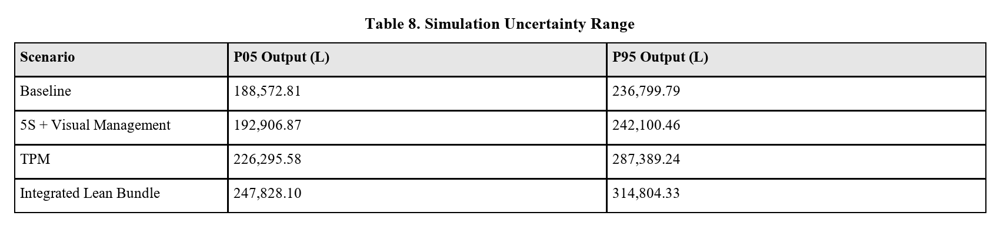 Table 8. Simulation Uncertainty Range
Scenario P05 Output (L) P95 Output (L)
Baseline 188,572.81 236,799.79
5S + Visual Management 192,906.87 242,100.46
TPM 226,295.58 287,389.24
Integrated Lean Bundle 247,828.10 314,804.33